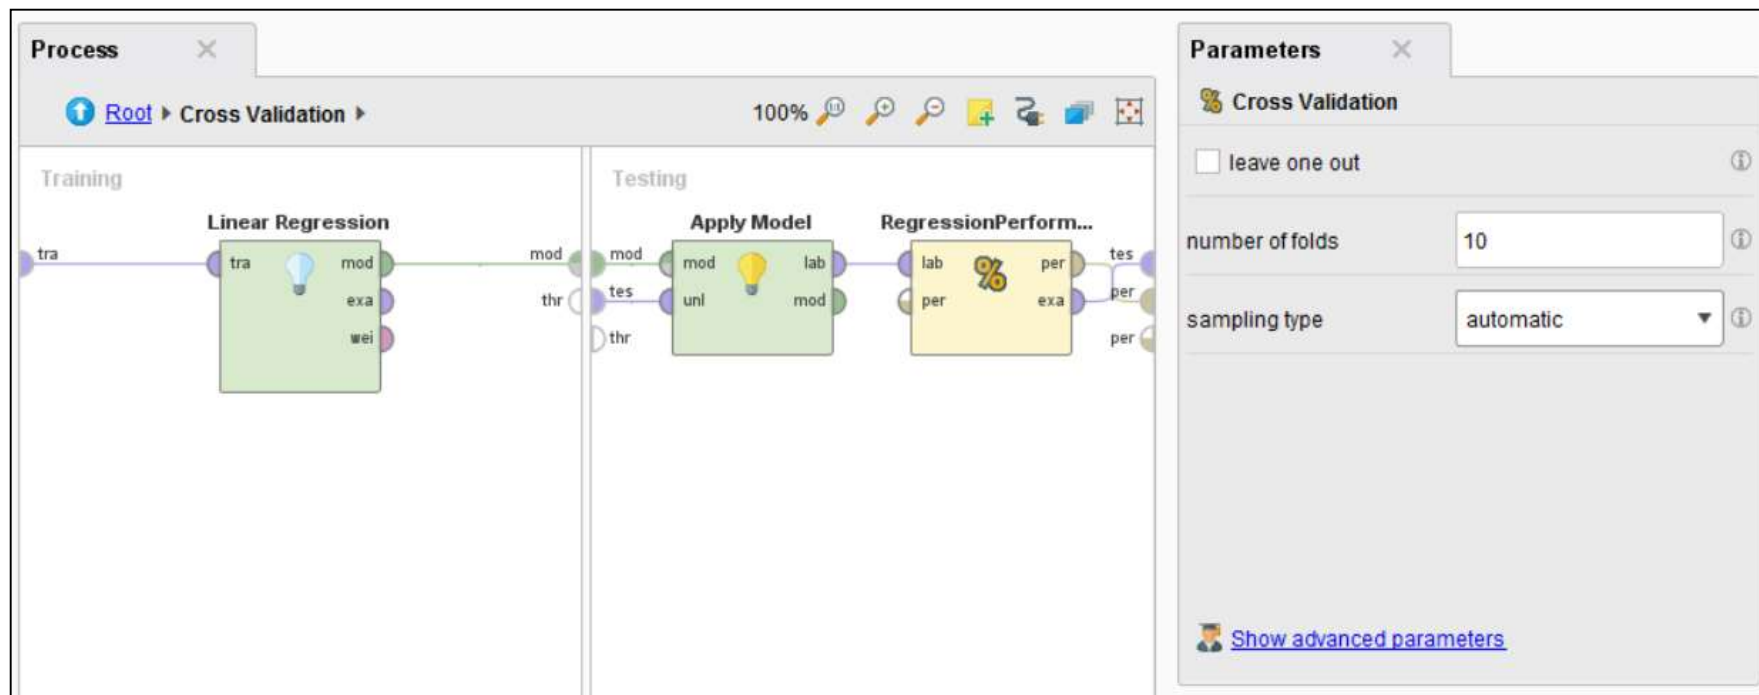 Process
Parameters
Root
Cross Validation
100%
Cross Validation
leave one out
Training
Testing
Linear Regression
Apply Model
RegressionPerform...
number of folds
10
tra
tra
mod
exa
wei
mod
thr
mod
tes
thr
mod
unl
lab
mod
lab
per
per
exa
tes
per
per
sampling type
automatic
Show advanced parameters